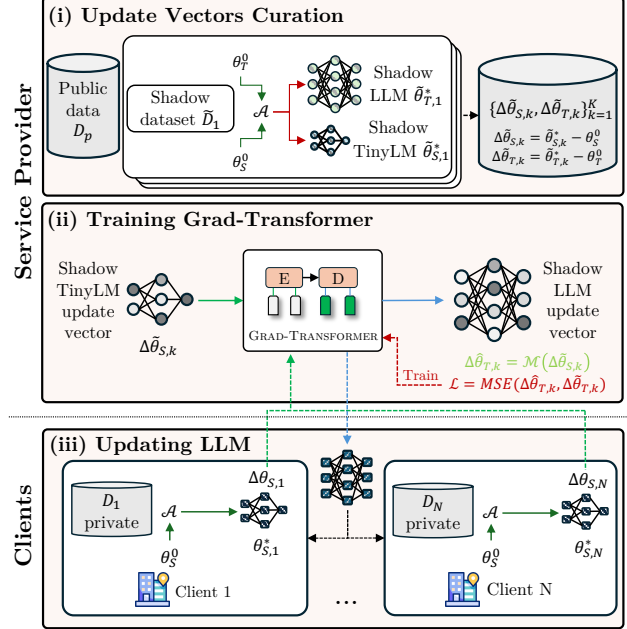 (i) Update Vectors Curation
Service Provider
Public
data
D_p
θ_T^0
Shadow
dataset D̃_1
𝒜
θ_S^0
Shadow
LLM θ̃_{T,1}^*
Shadow
TinyLM θ̃_{S,1}^*
{Δθ̃_{S,k}, Δθ̃_{T,k}}_{k=1}^K
Δθ̃_{S,k} = θ̃_{S,k}^* − θ_S^0
Δθ̃_{T,k} = θ̃_{T,k}^* − θ_T^0
(ii) Training Grad-Transformer
Shadow
TinyLM
update
vector
Δθ̃_{S,k}
E
D
GRAD-TRANSFORMER
Shadow
LLM
update
vector
Δθ̂_{T,k} = ℳ(Δθ̃_{S,k})
Train
ℒ = MSE(Δθ̂_{T,k}, Δθ̃_{T,k})
Clients
(iii) Updating LLM
D_1
private
𝒜
θ_S^0
Δθ_{S,1}
θ_{S,1}^*
Client 1
...
D_N
private
𝒜
θ_S^0
Δθ_{S,N}
θ_{S,N}^*
Client N